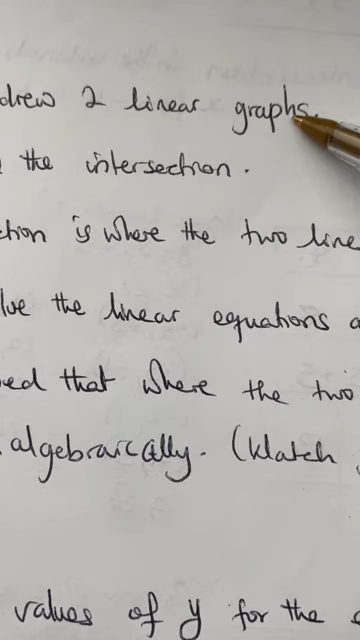 drew 2 linear graphs.
the intersection.
ction is where the two line
lve the linear equations a
ed that where the two
algebraically. (Watch
values of y for the